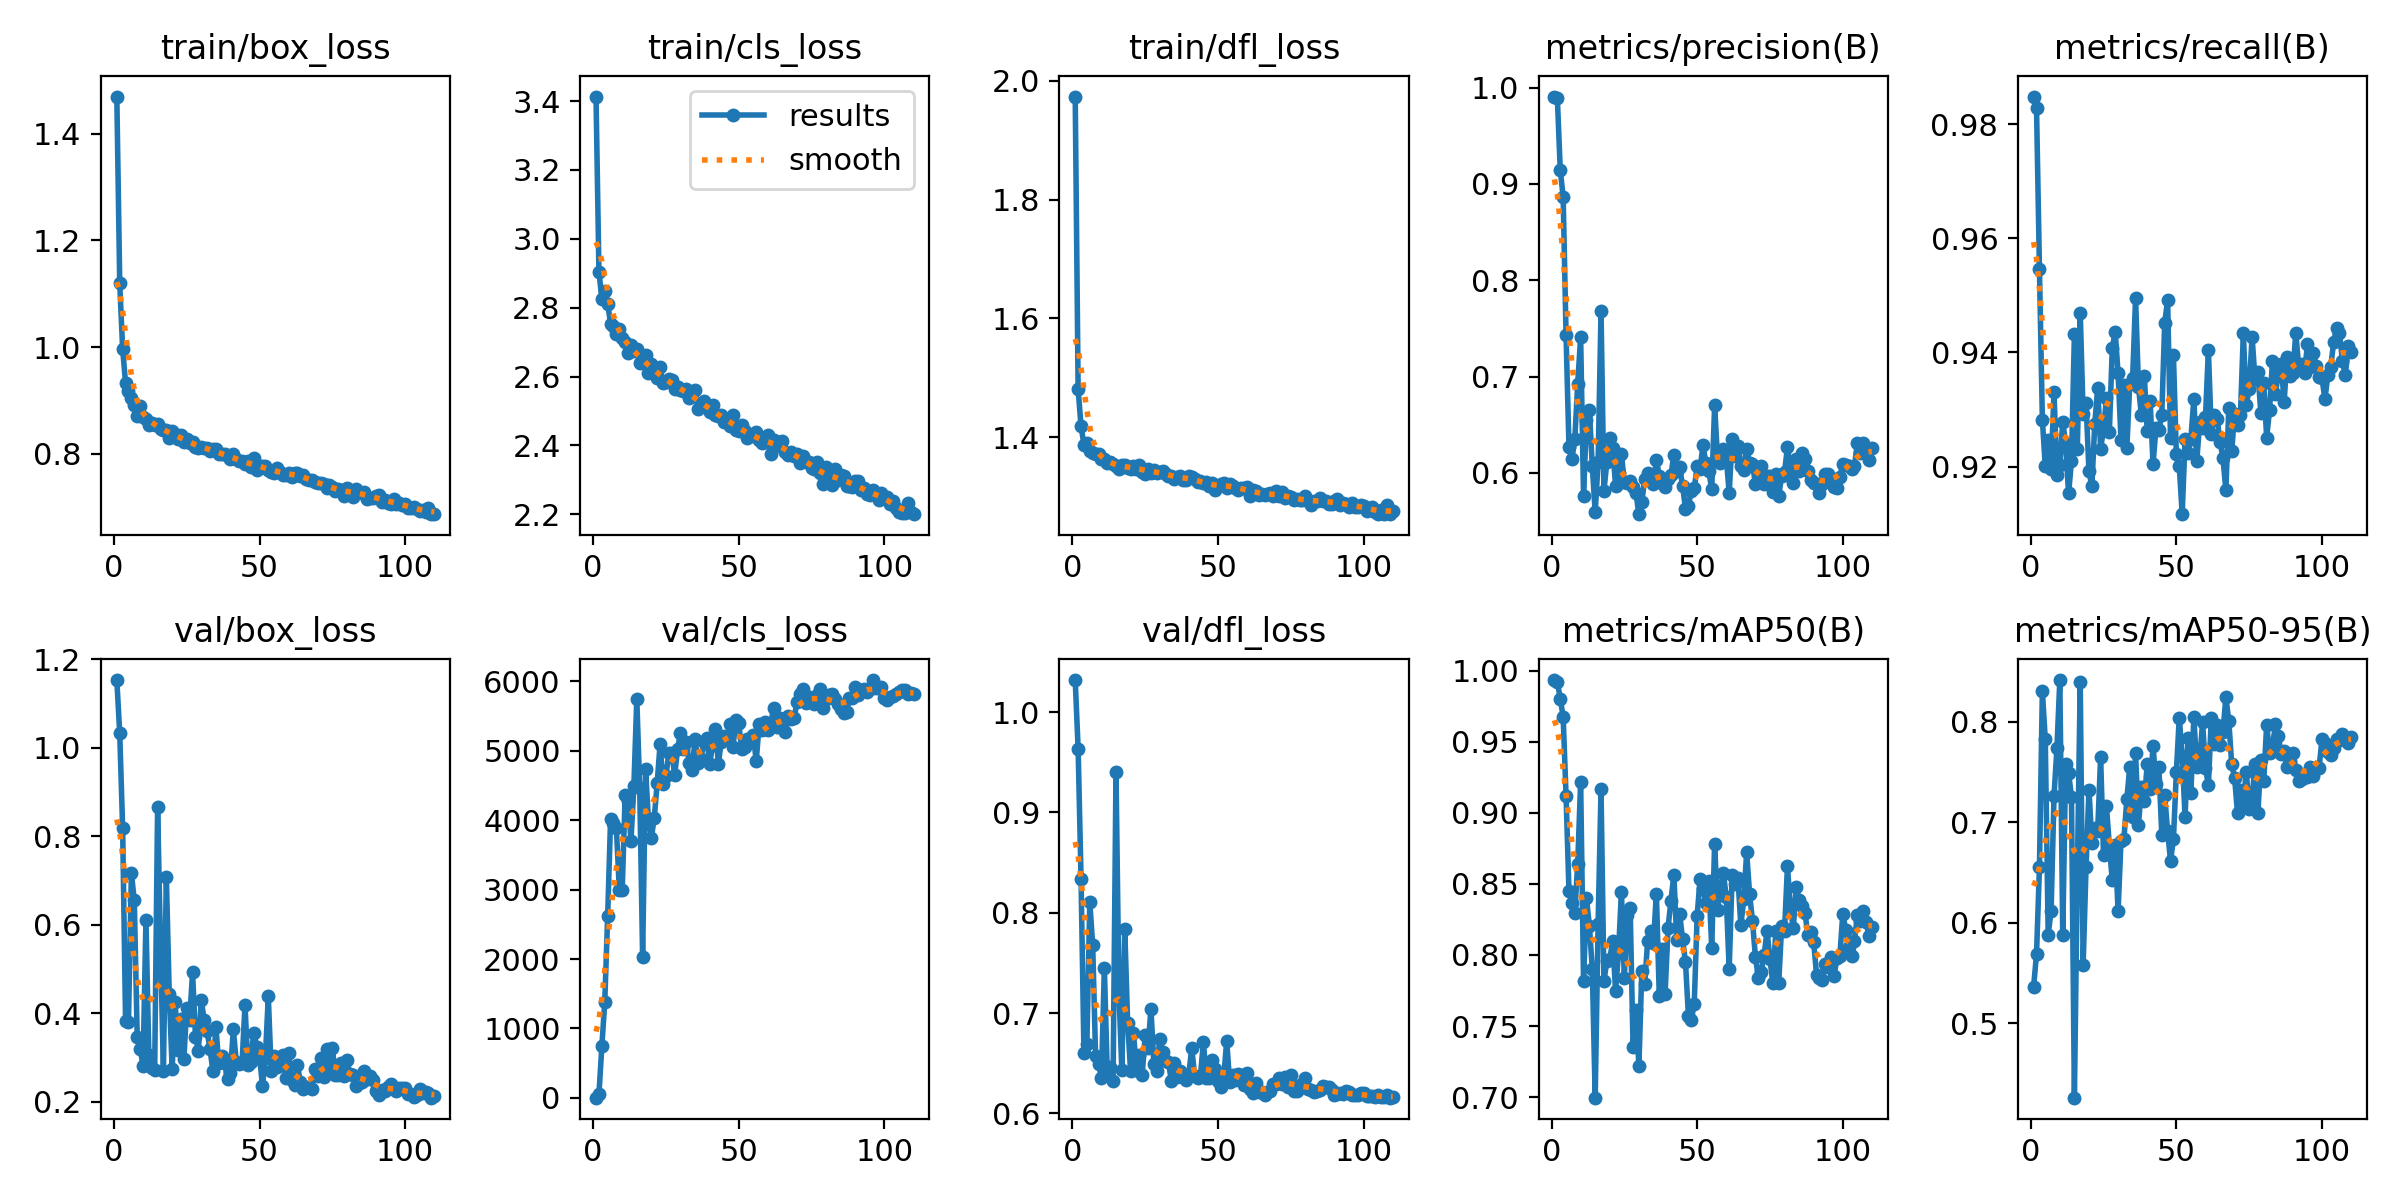 train/box_loss
1.4
1.2
1.0
0.8
0 50 100
train/cls_loss
results
smooth
3.4
3.2
3.0
2.8
2.6
2.4
2.2
0 50 100
train/dfl_loss
2.0
1.8
1.6
1.4
0 50 100
metrics/precision(B)
1.0
0.9
0.8
0.7
0.6
0 50 100
metrics/recall(B)
0.98
0.96
0.94
0.92
0 50 100
val/box_loss
1.2
1.0
0.8
0.6
0.4
0.2
0 50 100
val/cls_loss
6000
5000
4000
3000
2000
1000
0
0 50 100
val/dfl_loss
1.0
0.9
0.8
0.7
0.6
0 50 100
metrics/mAP50(B)
1.00
0.95
0.90
0.85
0.80
0.75
0.70
0 50 100
metrics/mAP50-95(B)
0.8
0.7
0.6
0.5
0 50 100